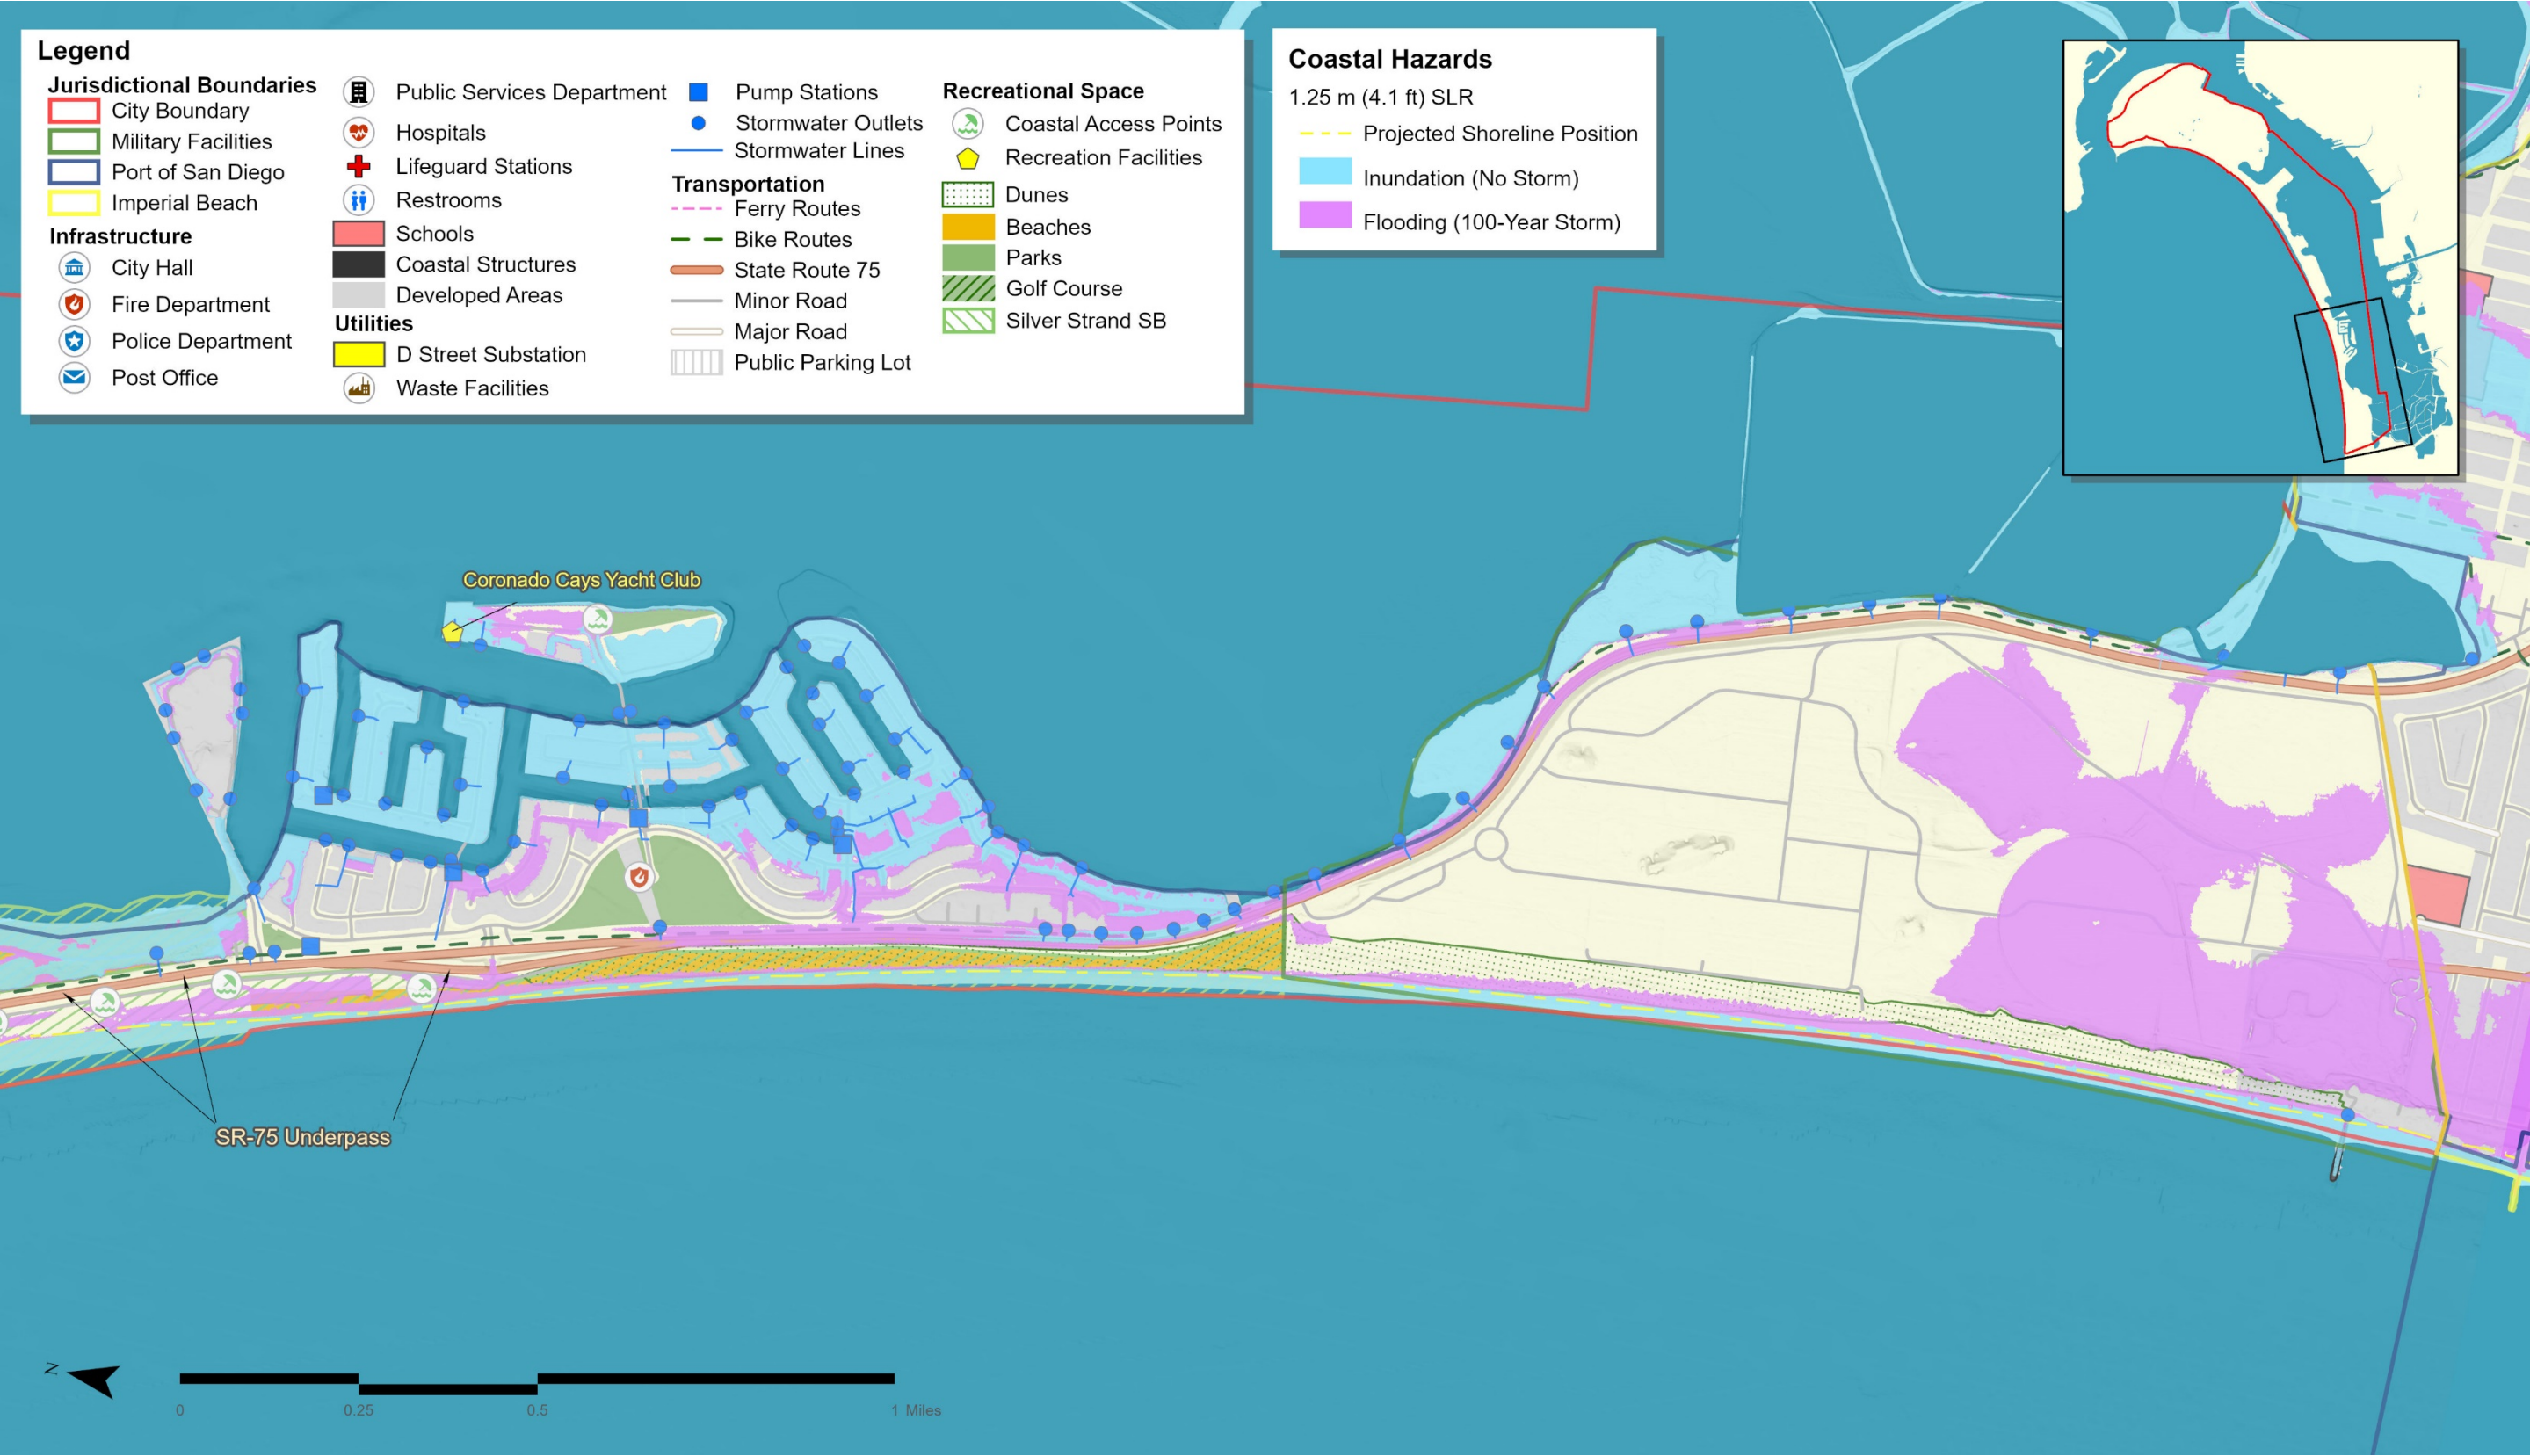 Legend
Jurisdictional Boundaries
City Boundary
Military Facilities
Port of San Diego
Imperial Beach
Infrastructure
City Hall
Fire Department
Police Department
Post Office
Public Services Department
Hospitals
Lifeguard Stations
Restrooms
Schools
Coastal Structures
Developed Areas
Utilities
D Street Substation
Waste Facilities
Pump Stations
Stormwater Outlets
Stormwater Lines
Transportation
Ferry Routes
Bike Routes
State Route 75
Minor Road
Major Road
Public Parking Lot
Recreational Space
Coastal Access Points
Recreation Facilities
Dunes
Beaches
Parks
Golf Course
Silver Strand SB
Coastal Hazards
1.25 m (4.1 ft) SLR
Projected Shoreline Position
Inundation (No Storm)
Flooding (100-Year Storm)
Coronado Cays Yacht Club
SR-75 Underpass
N
0 0.25 0.5 1 Miles